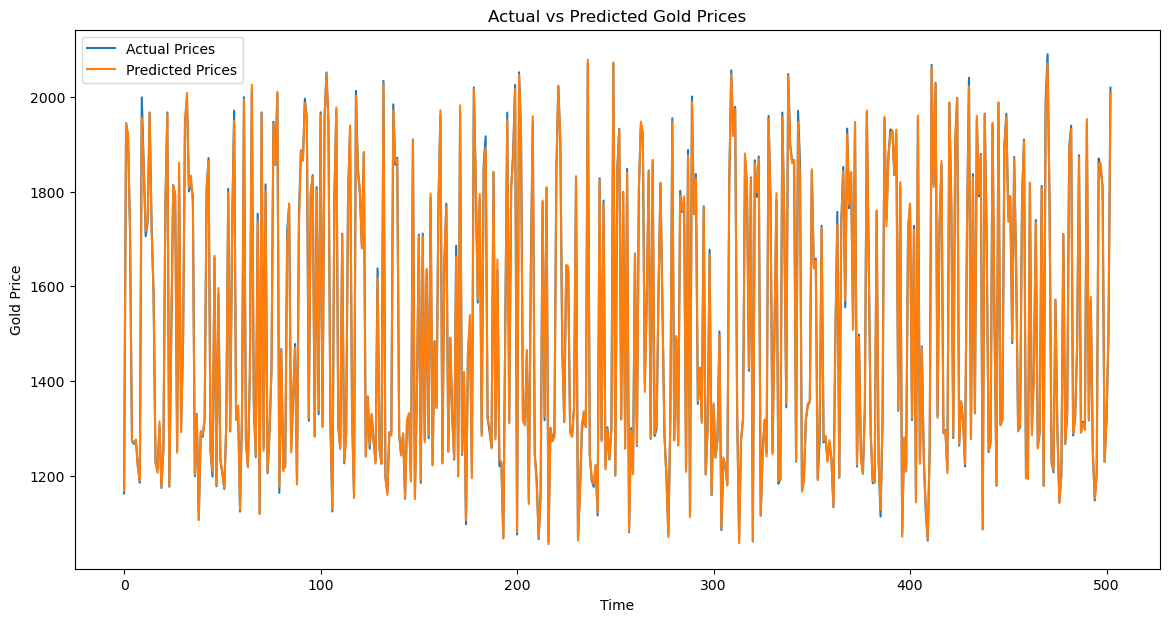 Actual vs Predicted Gold Prices
Actual Prices
Predicted Prices
2000
1800
1600
1400
1200
Gold Price
0 100 200 300 400 500
Time